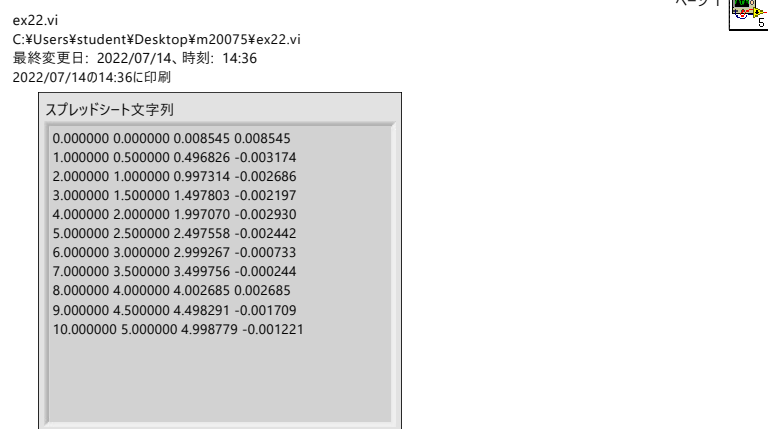 ページ 1
ex22.vi
C:¥Users¥student¥Desktop¥m20075¥ex22.vi
最終変更日: 2022/07/14、時刻: 14:36
2022/07/14の14:36に印刷
5
スプレッドシート文字列
0.000000 0.000000 0.008545 0.008545
1.000000 0.500000 0.496826 -0.003174
2.000000 1.000000 0.997314 -0.002686
3.000000 1.500000 1.497803 -0.002197
4.000000 2.000000 1.997070 -0.002930
5.000000 2.500000 2.497558 -0.002442
6.000000 3.000000 2.999267 -0.000733
7.000000 3.500000 3.499756 -0.000244
8.000000 4.000000 4.002685 0.002685
9.000000 4.500000 4.498291 -0.001709
10.000000 5.000000 4.998779 -0.001221